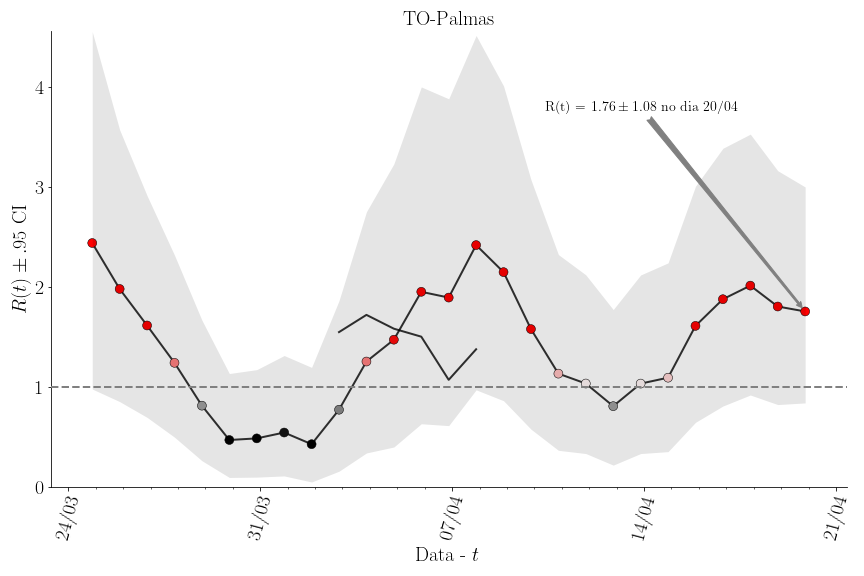 TO-Palmas
R(t) = 1.76 ± 1.08 no dia 20/04
R(t) ± .95 CI
4
3
2
1
0
24/03
31/03
07/04
14/04
21/04
Data - t